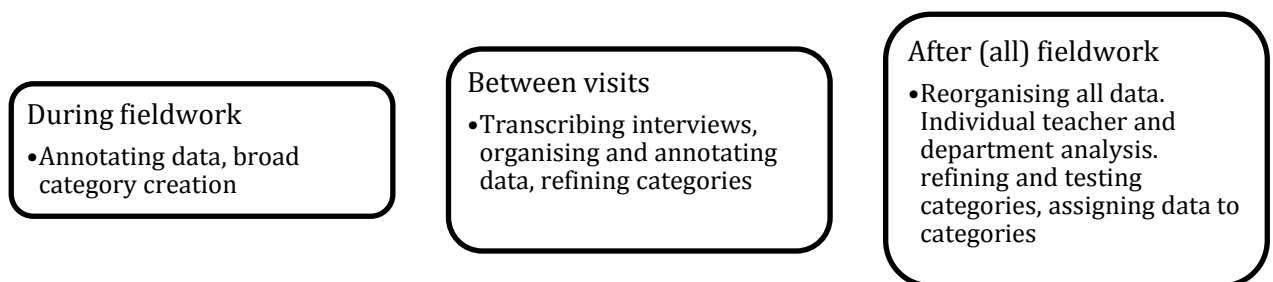 During fieldwork
•Annotating data, broad
category creation
Between visits
•Transcribing interviews,
organising and annotating
data, refining categories
After (all) fieldwork
•Reorganising all data.
Individual teacher and
department analysis.
refining and testing
categories, assigning data to
categories